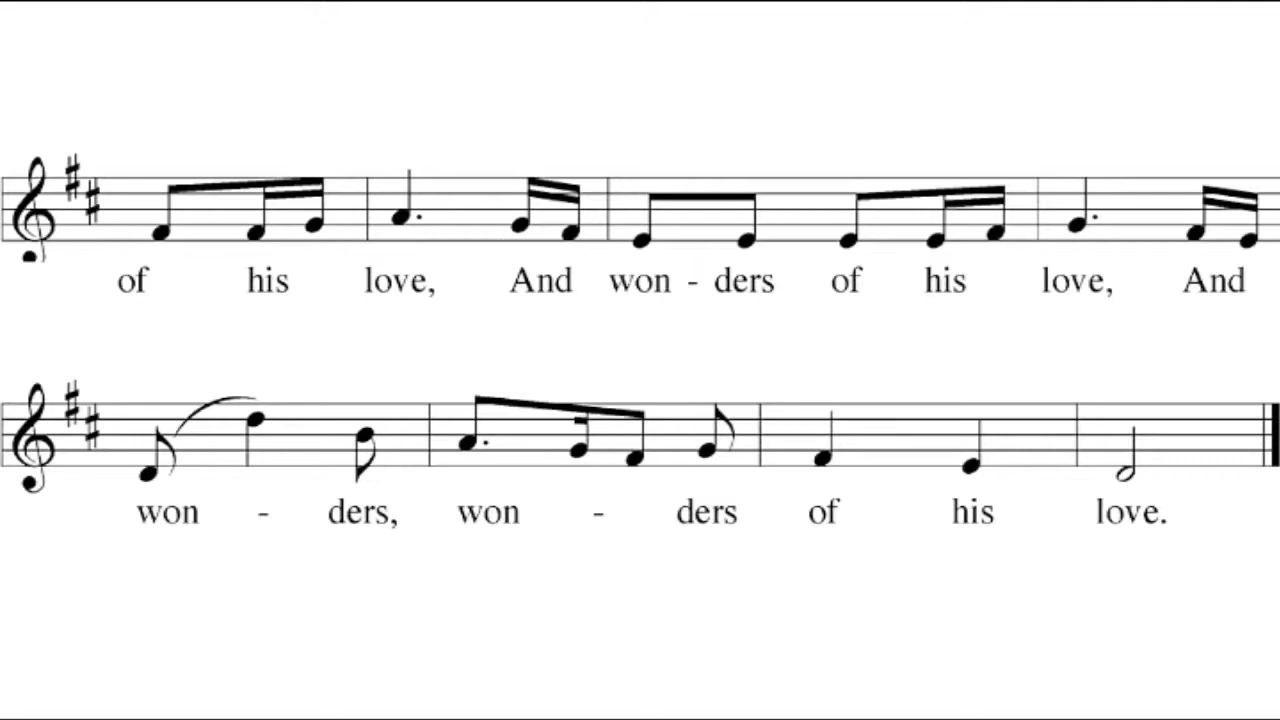 of his love, And won - ders of his love, And
won - ders, won - ders of his love.